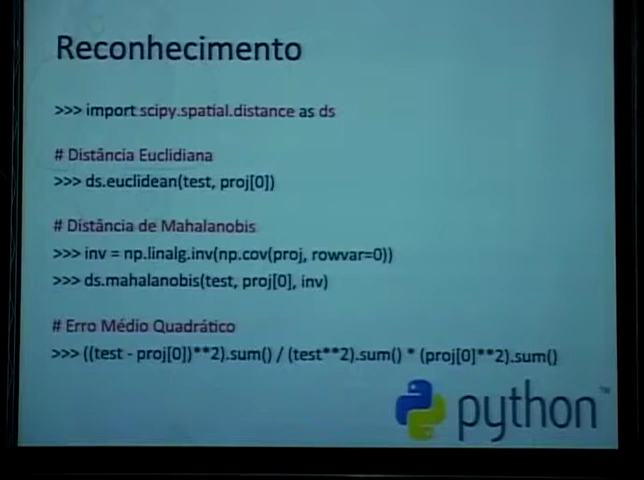 Reconhecimento
>>> import scipy.spatial.distance as ds
# Distância Euclidiana
>>> ds.euclidean(test, proj[0])
# Distância de Mahalanobis
>>> inv = np.linalg.inv(np.cov(proj, rowvar=0))
>>> ds.mahalanobis(test, proj[0], inv)
# Erro Médio Quadrático
>>> ((test - proj[0])**2).sum() / (test**2).sum() * (proj[0]**2).sum()
python™